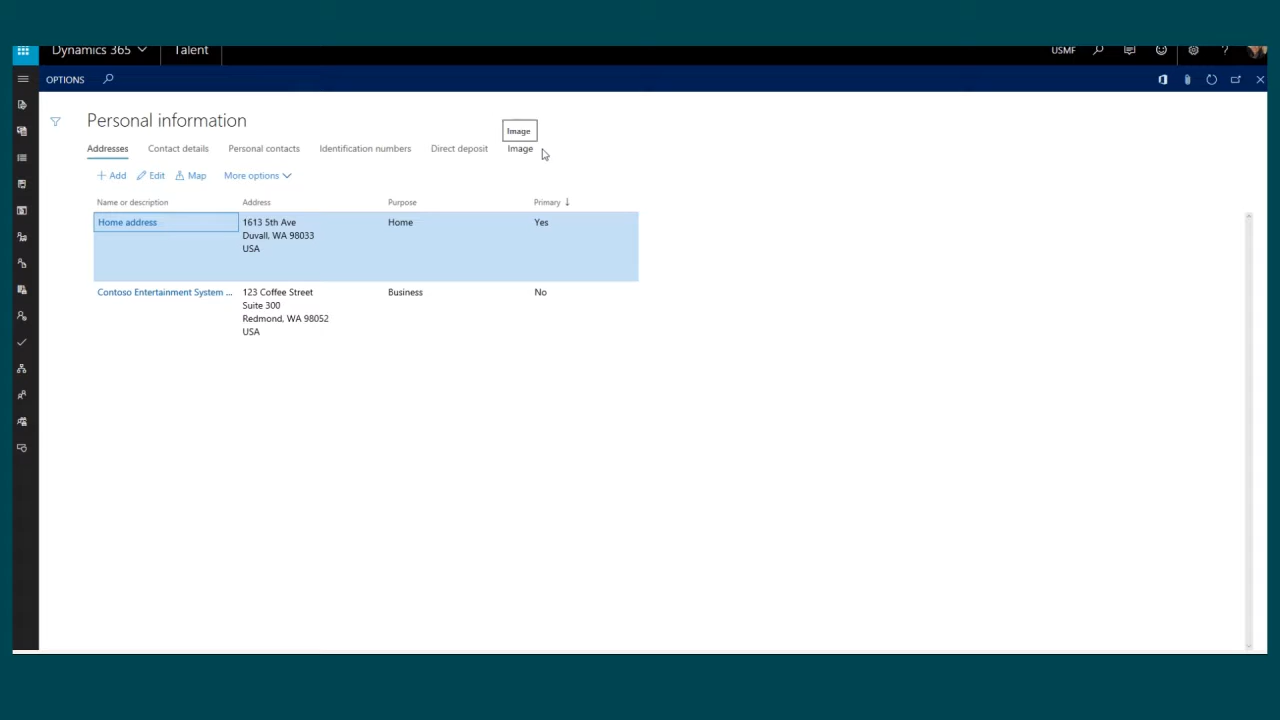 Dynamics 365 Talent USMF ?
OPTIONS
Personal information
Image
Addresses Contact details Personal contacts Identification numbers Direct deposit Image
Add Edit Map More options
Name or description Address Purpose Primary
Home address 1613 5th Ave Home Yes
Duvall, WA 98033
USA
Contoso Entertainment System ... 123 Coffee Street Business No
Suite 300
Redmond, WA 98052
USA